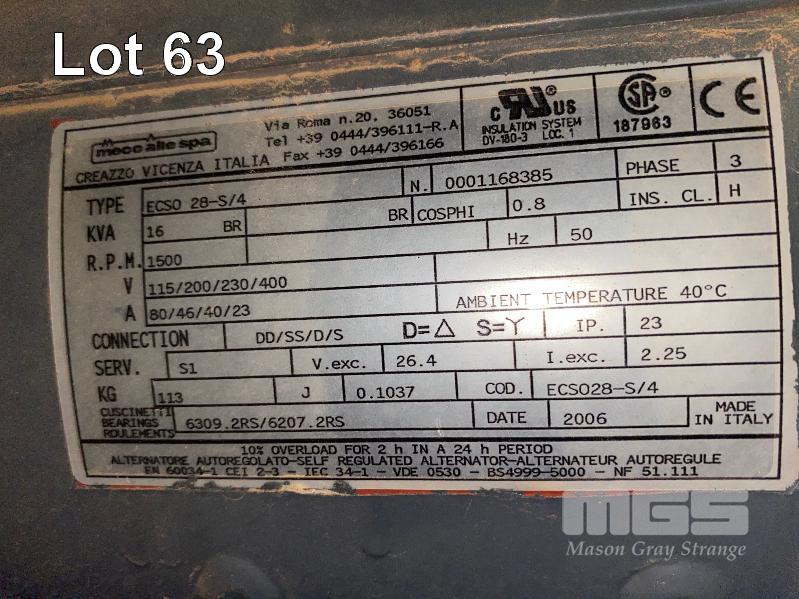 Lot 63
mecc alte spa
Via Roma n.20, 36051
Tel +39 0444/396111-R.A
CREAZZO VICENZA ITALIA Fax +39 0444/396166
C RU US
INSULATION SYSTEM
DV-180-3 LOC. 1
SA ®
187963
CE
TYPE ECSO 28-S/4 N. 0001168385 PHASE 3
KVA 16 BR BR COSPHI 0.8 INS. CL. H
R.P.M. 1500 Hz 50
V 115/200/230/400
A 80/46/40/23 AMBIENT TEMPERATURE 40°C
CONNECTION DD/SS/D/S D=△ S=Y IP. 23
SERV. S1 V.exc. 26.4 I.exc. 2.25
KG 113 J 0.1037 COD. ECSO28-S/4
CUSCINETTI
BEARINGS
ROULEMENTS
6309.2RS/6207.2RS DATE 2006 MADE
IN ITALY
10% OVERLOAD FOR 2 h IN A 24 h PERIOD
ALTERNATORE AUTOREGOLATO-SELF REGULATED ALTERNATOR-ALTERNATEUR AUTOREGULE
EN 60034-1 CEI 2-3 - IEC 34-1 - VDE 0530 - BS4999-5000 - NF 51.111
MGS
Mason Gray Strange